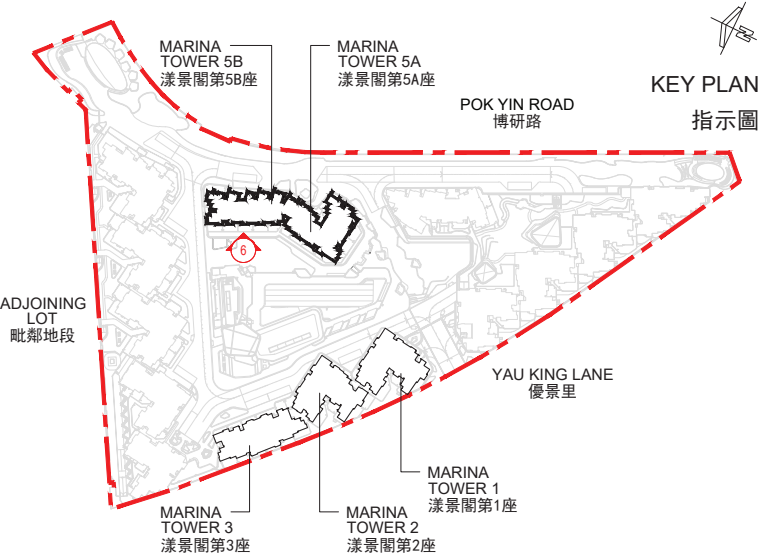 MARINA
TOWER 5B
漾景閣第5B座
MARINA
TOWER 5A
漾景閣第5A座
POK YIN ROAD
博研路
KEY PLAN
指示圖
6
ADJOINING
LOT
毗鄰地段
YAU KING LANE
優景里
MARINA
TOWER 1
漾景閣第1座
MARINA
TOWER 3
漾景閣第3座
MARINA
TOWER 2
漾景閣第2座